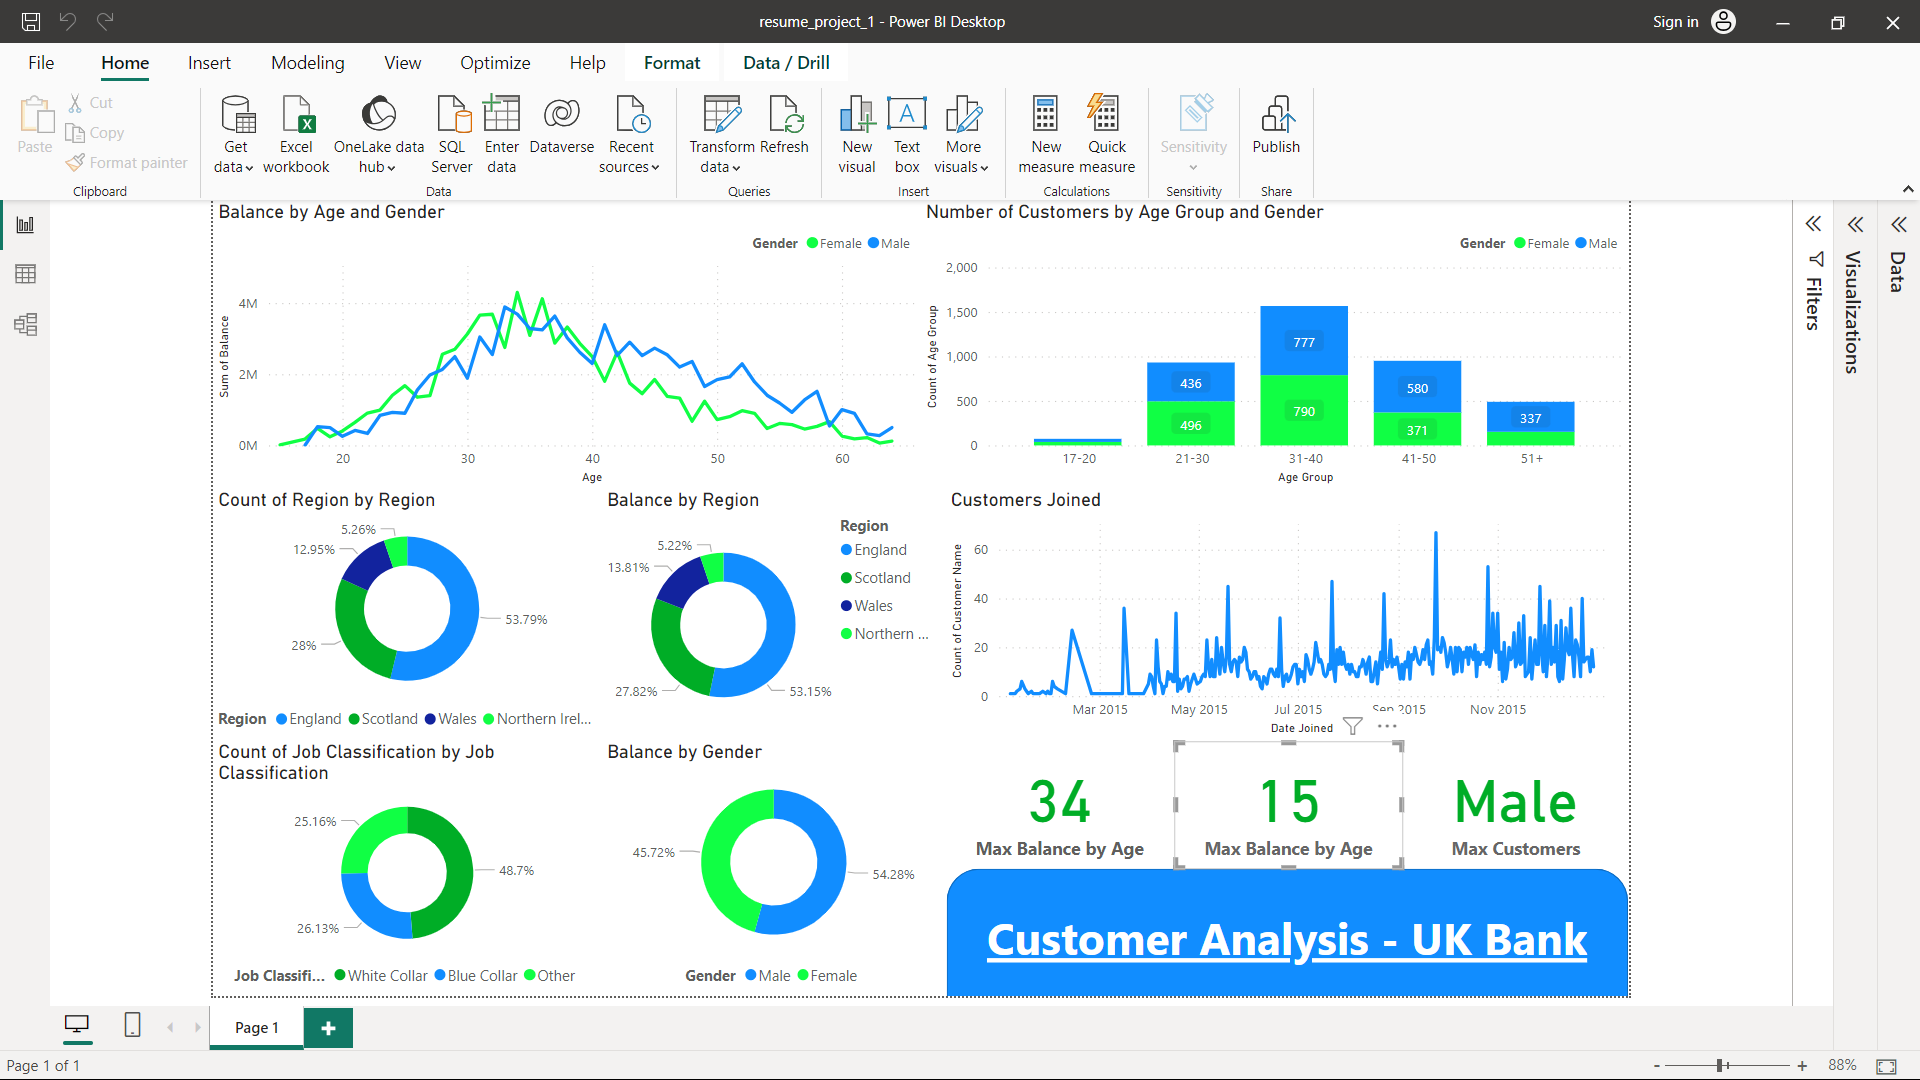 resume_project_1 - Power BI Desktop
Sign in
File Home Insert Modeling View Optimize Help Format Data / Drill
Paste
Cut
Copy
Format painter
Clipboard
Get data
Excel workbook
OneLake data hub
SQL Server
Enter data
Dataverse
Recent sources
Data
Transform data
Refresh
Queries
New visual
Text box
More visuals
Insert
New measure
Quick measure
Calculations
Sensitivity
Sensitivity
Publish
Share
Filters
Visualizations
Data
Balance by Age and Gender
Gender Female Male
Sum of Balance
4M
2M
0M
20 30 40 50 60
Age
Number of Customers by Age Group and Gender
Gender Female Male
Count of Age Group
2,000
1,500
1,000
500
0
436
496
777
790
580
371
337
17-20 21-30 31-40 41-50 51+
Age Group
Count of Region by Region
5.26%
12.95%
28%
53.79%
Region England Scotland Wales Northern Irel...
Balance by Region
5.22%
13.81%
27.82%
53.15%
Region
England
Scotland
Wales
Northern ...
Customers Joined
Count of Customer Name
60
40
20
0
Mar 2015 May 2015 Jul 2015 Sep 2015 Nov 2015
Date Joined
Count of Job Classification by Job
Classification
25.16%
26.13%
48.7%
Job Classifi... White Collar Blue Collar Other
Balance by Gender
45.72%
54.28%
Gender Male Female
34
Max Balance by Age
15
Max Balance by Age
Male
Max Customers
Customer Analysis - UK Bank
Page 1
Page 1 of 1
- + 88%